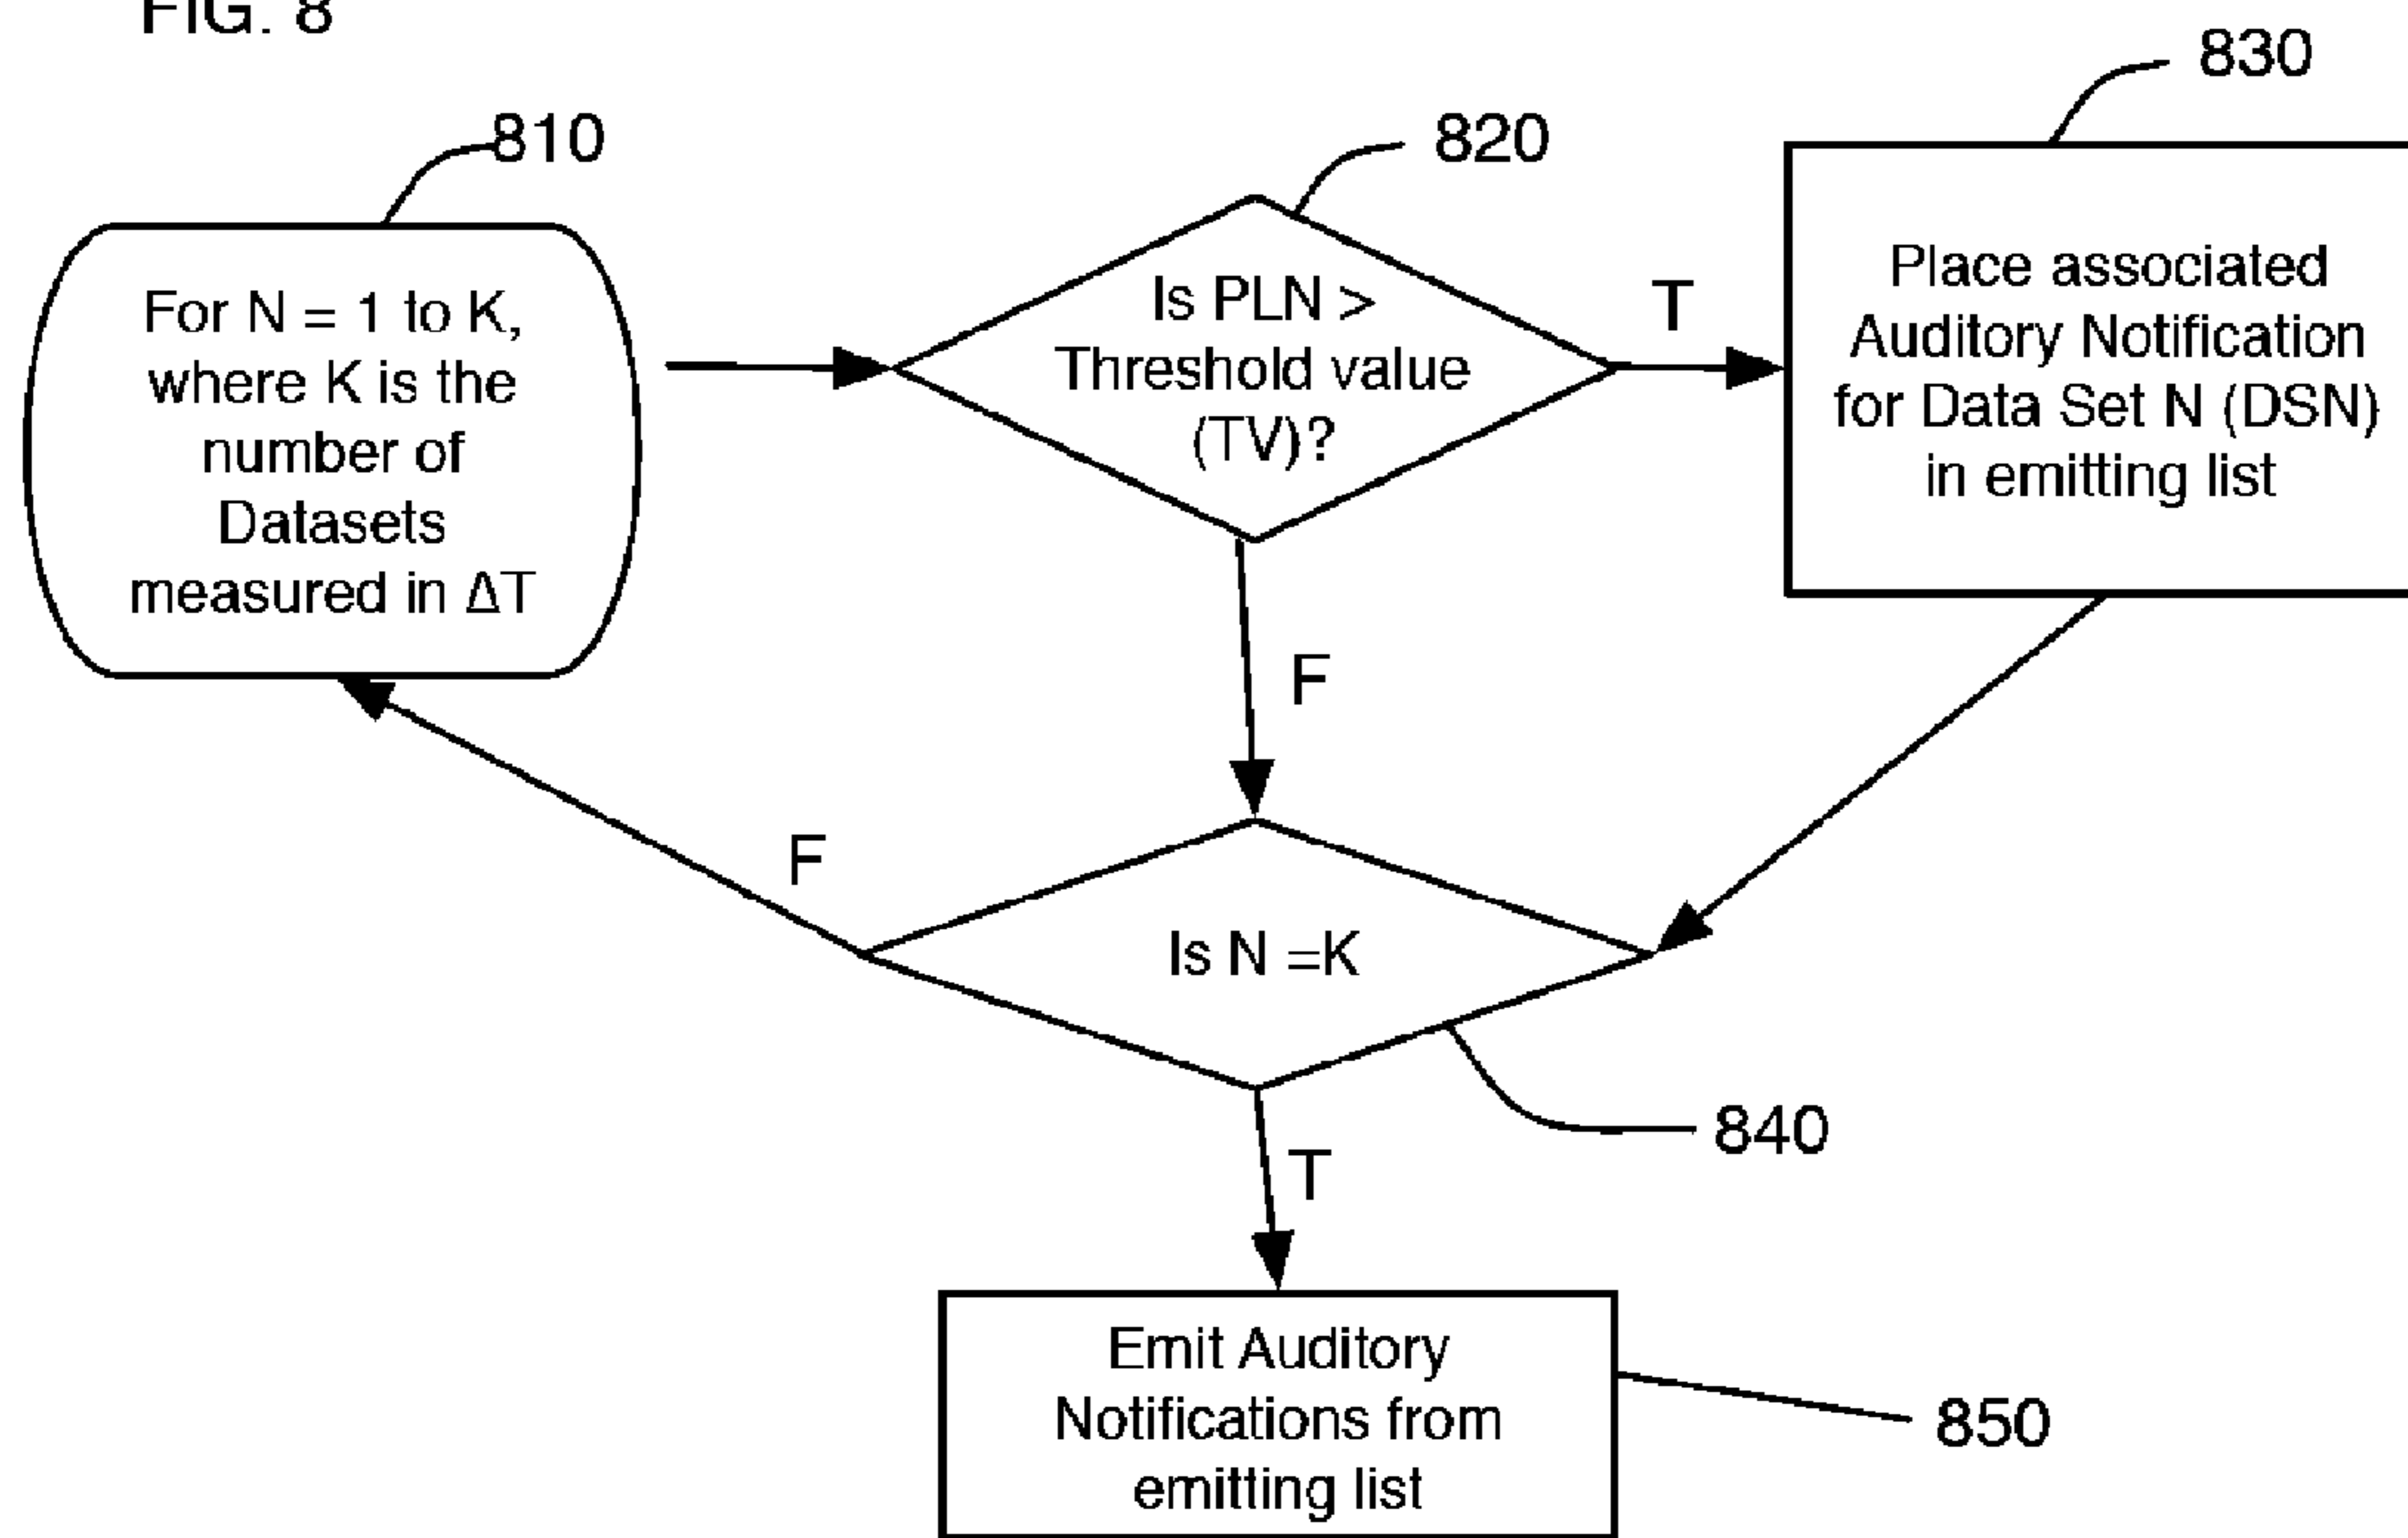 FIG. 8
810
For N = 1 to K,
where K is the
number of
Datasets
measured in ΔT
820
Is PLN >
Threshold value
(TV)?
T
F
830
Place associated
Auditory Notification
for Data Set N (DSN)
in emitting list
F
Is N =K
840
T
Emit Auditory
Notifications from
emitting list
850